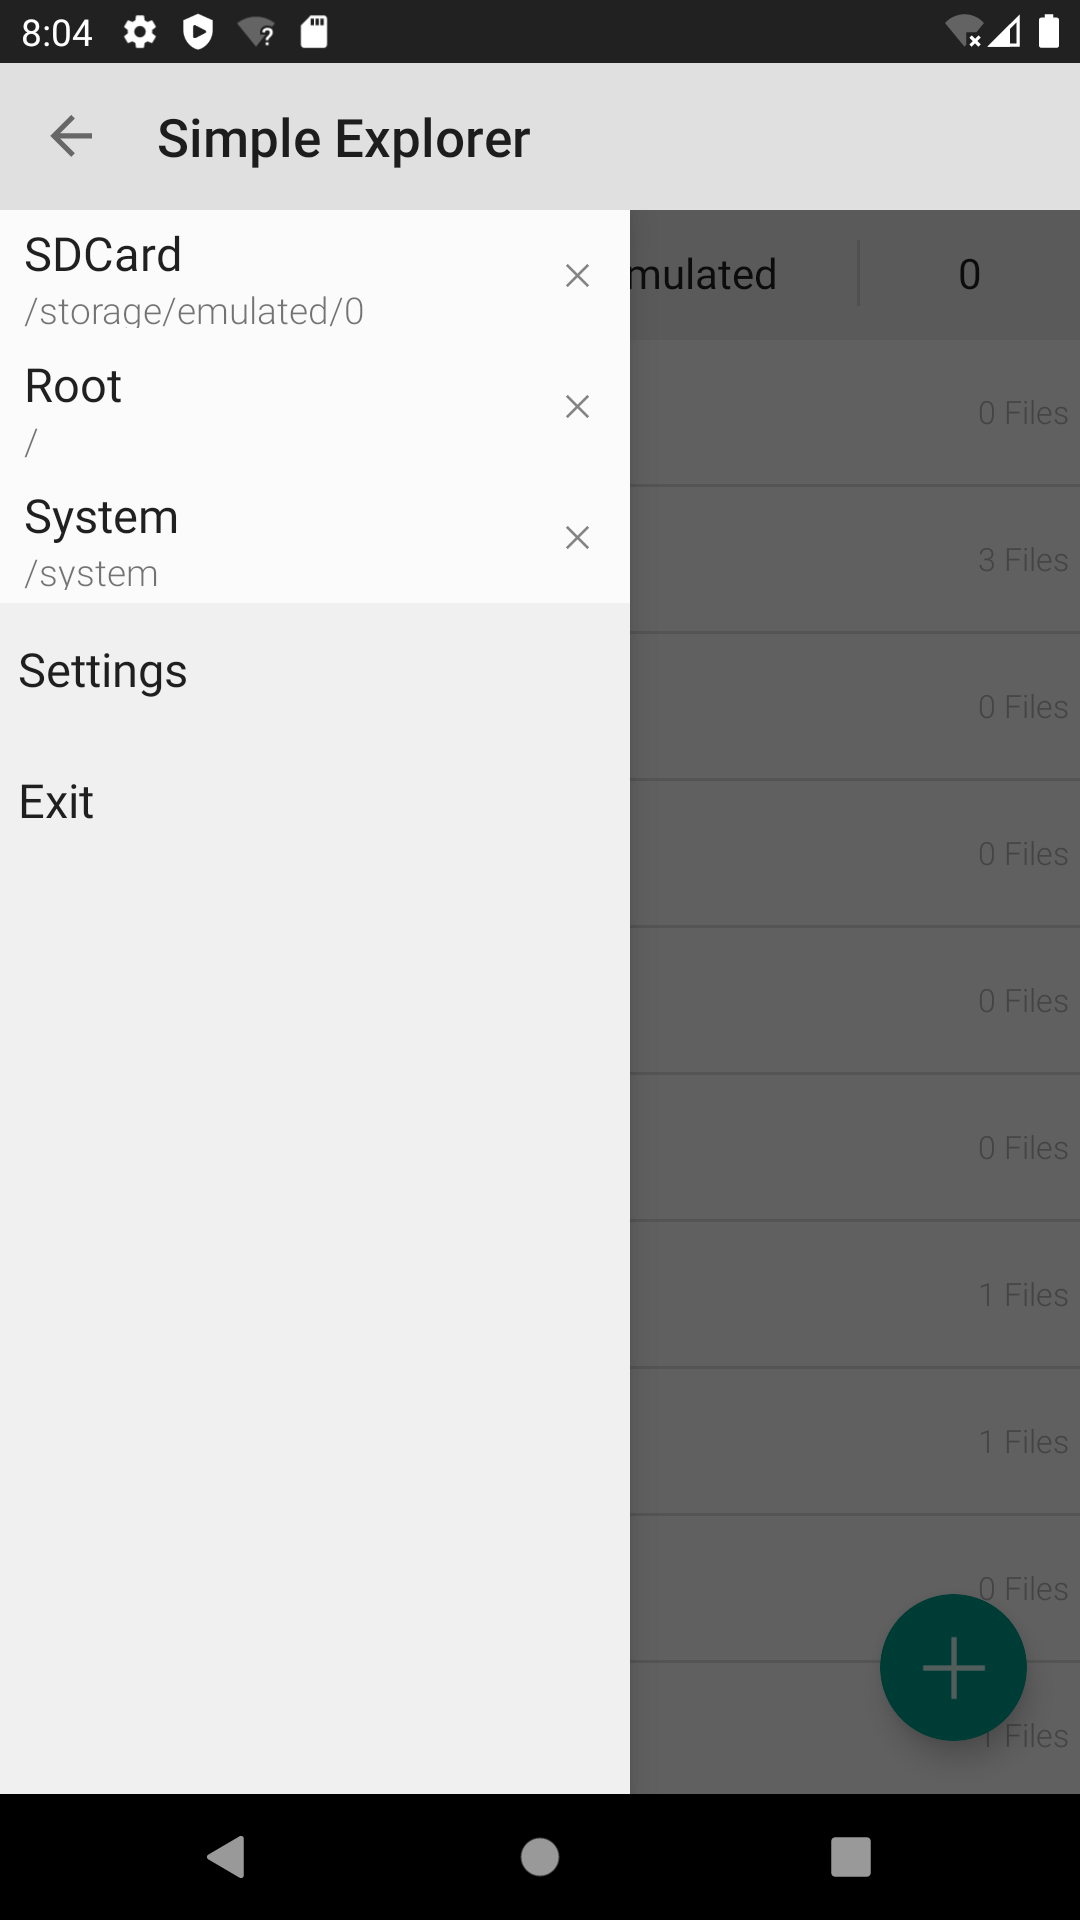 8:04
Simple Explorer
SDCard
/storage/emulated/0
mulated
0
Root
/
0 Files
System
/system
3 Files
Settings
0 Files
Exit
0 Files
0 Files
0 Files
1 Files
1 Files
0 Files
1 Files